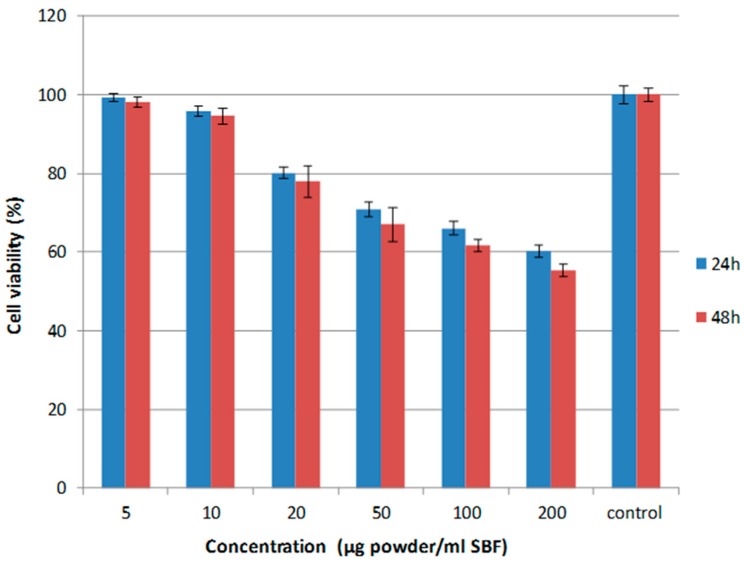 120
100
80
60
40
20
0
Cell viability (%)
5 10 20 50 100 200 control
Concentration (µg powder/ml SBF)
24h
48h